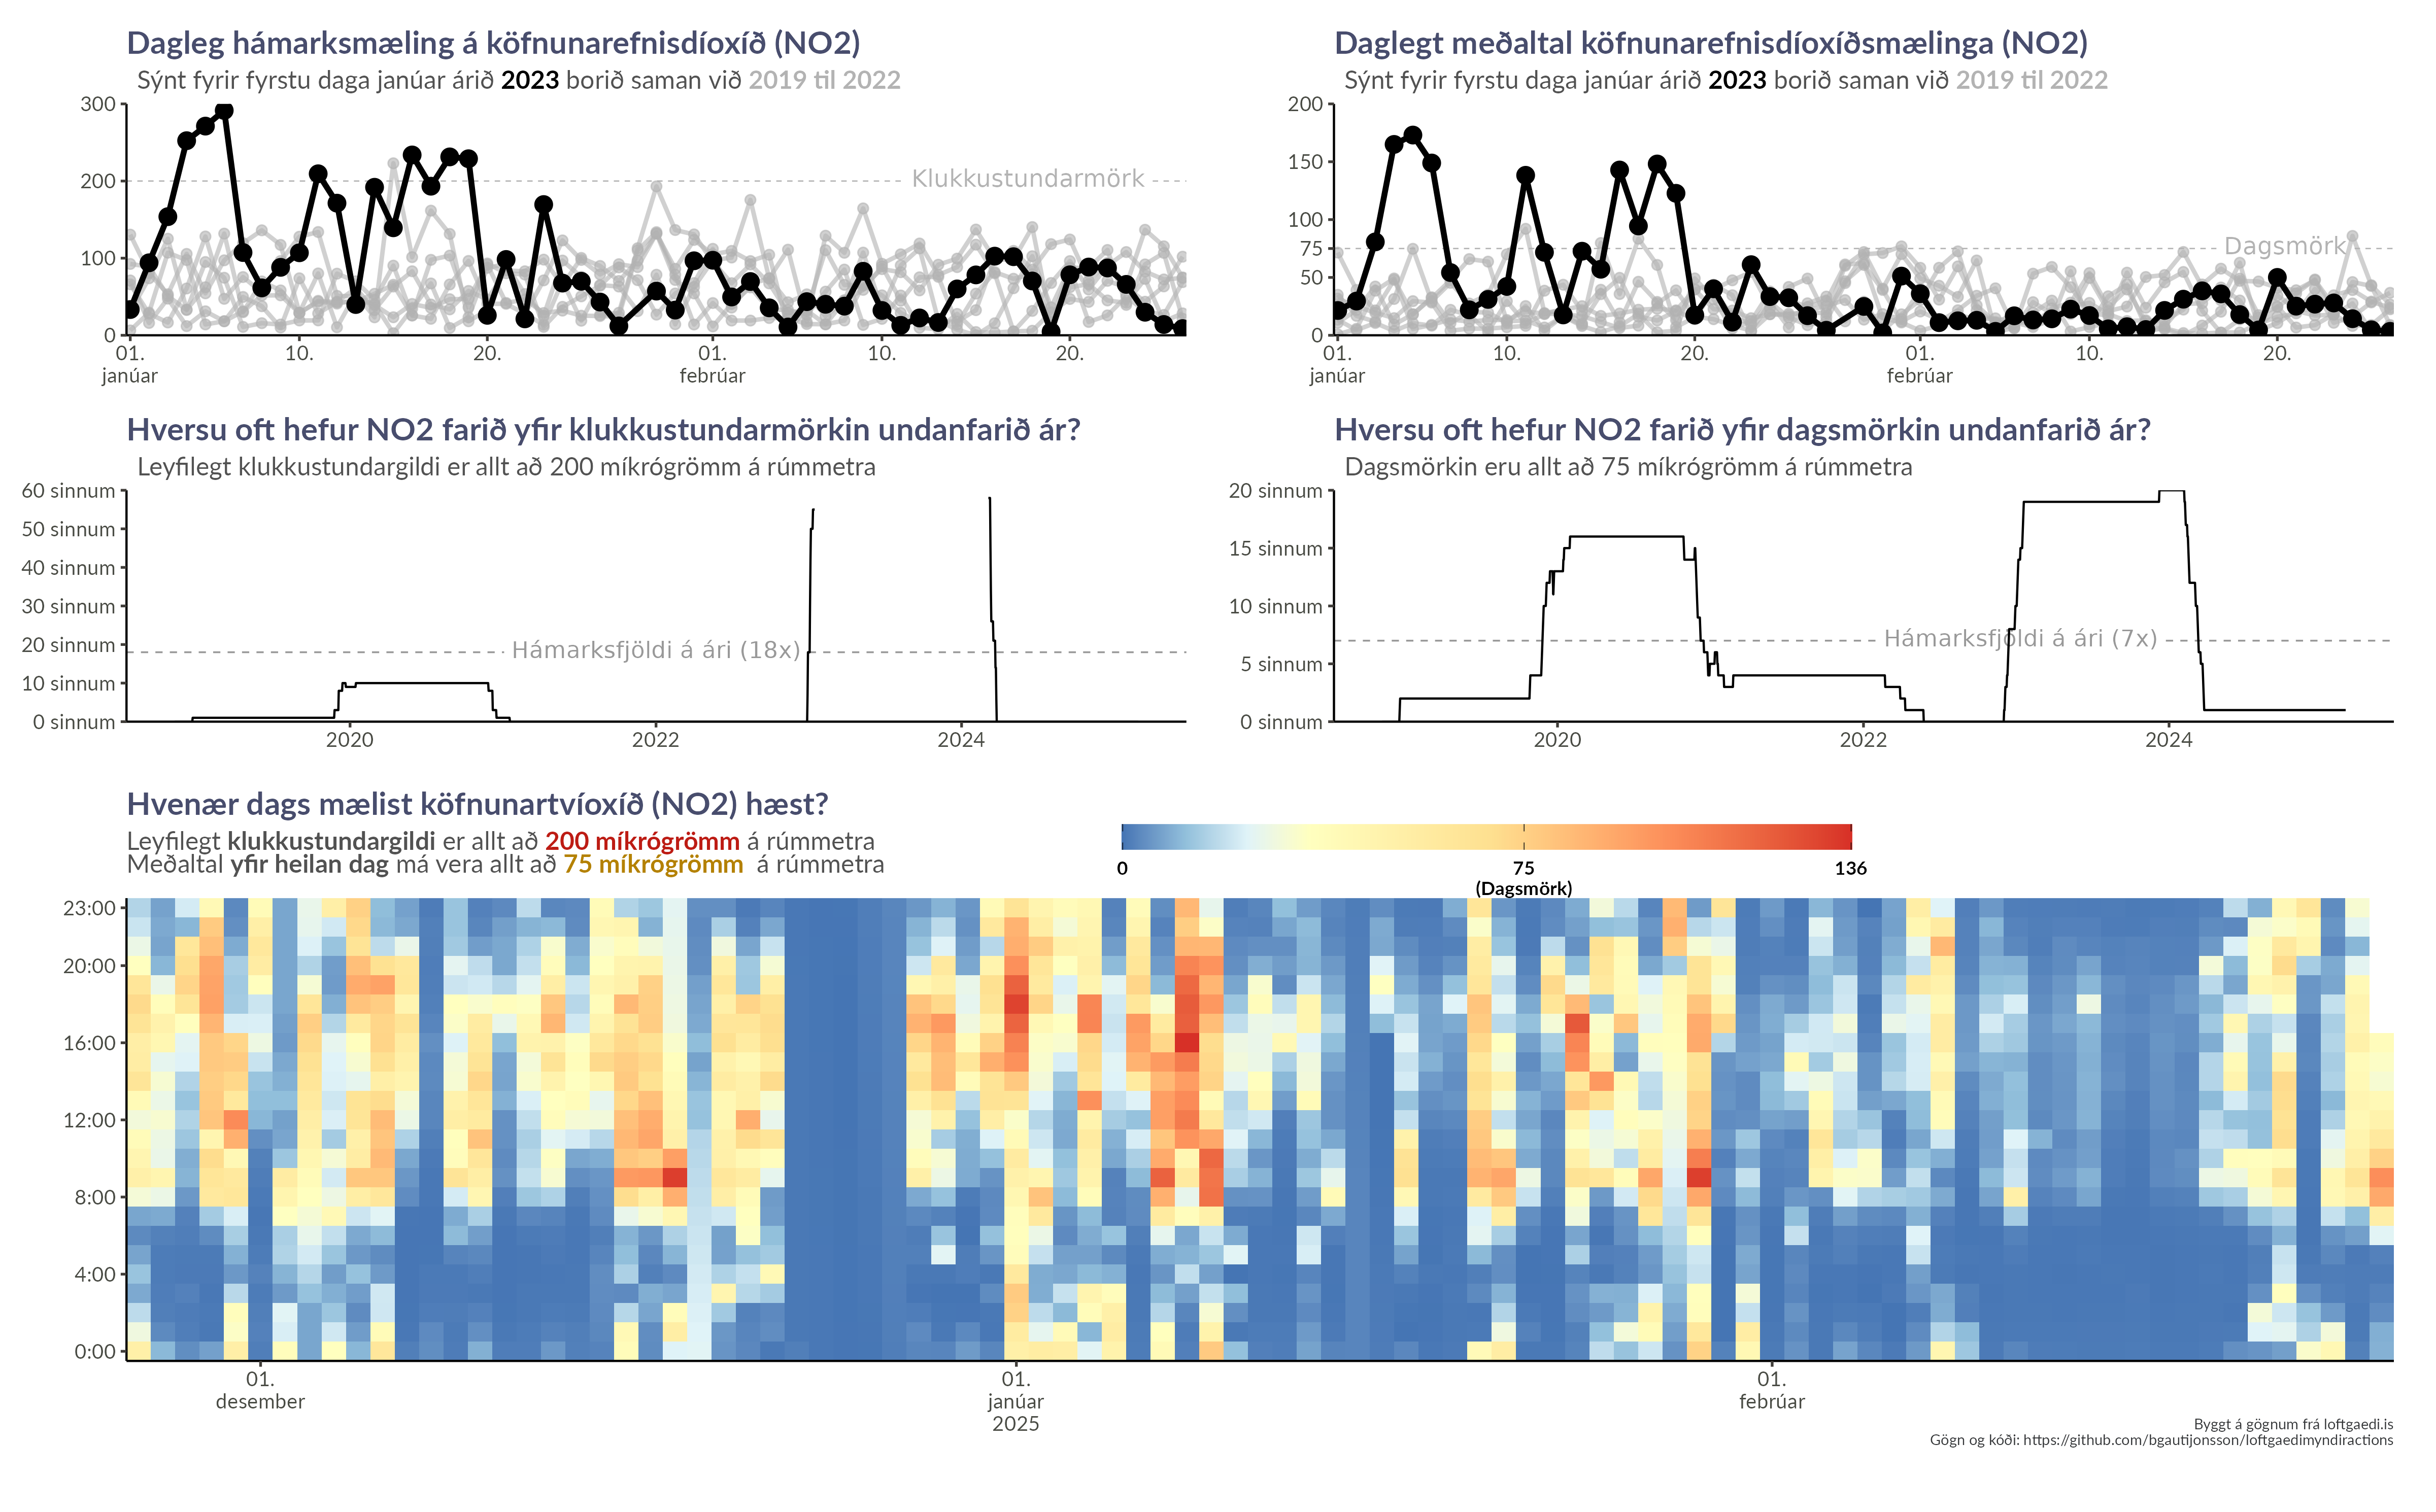 Dagleg hámarksmæling á köfnunarefnisdíoxíð (NO2)
Sýnt fyrir fyrstu daga janúar árið 2023 borið saman við 2019 til 2022
300
200
100
0
Klukkustundarmörk
01.
janúar
10.
20.
01.
febrúar
10.
20.
Daglegt meðaltal köfnunarefnisdíoxíðsmælinga (NO2)
Sýnt fyrir fyrstu daga janúar árið 2023 borið saman við 2019 til 2022
200
150
100
75
50
0
Dagsmörk
01.
janúar
10.
20.
01.
febrúar
10.
20.
Hversu oft hefur NO2 farið yfir klukkustundarmörkin undanfarið ár?
Leyfilegt klukkustundargildi er allt að 200 míkrógrömm á rúmmetra
60 sinnum
50 sinnum
40 sinnum
30 sinnum
20 sinnum
10 sinnum
0 sinnum
Hámarksfjöldi á ári (18x)
2020
2022
2024
Hversu oft hefur NO2 farið yfir dagsmörkin undanfarið ár?
Dagsmörkin eru allt að 75 míkrógrömm á rúmmetra
20 sinnum
15 sinnum
10 sinnum
5 sinnum
0 sinnum
Hámarksfjöldi á ári (7x)
2020
2022
2024
Hvenær dags mælist köfnunartvíoxíð (NO2) hæst?
Leyfilegt klukkustundargildi er allt að 200 míkrógrömm á rúmmetra
Meðaltal yfir heilan dag má vera allt að 75 míkrógrömm á rúmmetra
0
75
(Dagsmörk)
136
23:00
20:00
16:00
12:00
8:00
4:00
0:00
01.
desember
01.
janúar
2025
01.
febrúar
Byggt á gögnum frá loftgaedi.is
Gögn og kóði: https://github.com/bgautijonsson/loftgaedimyndiractions